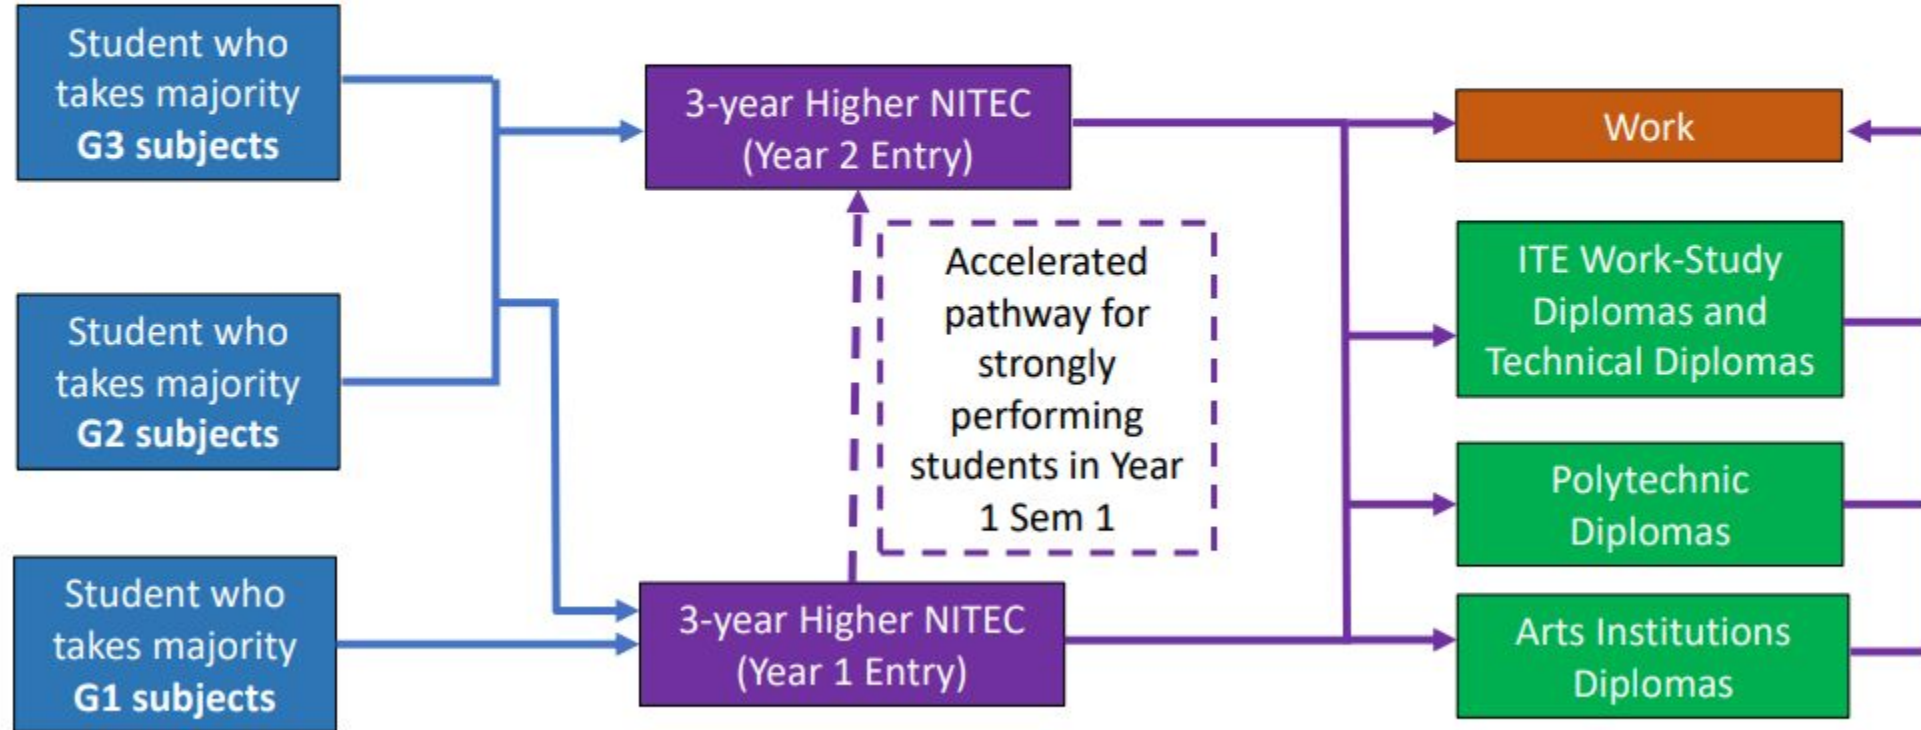 Student who
takes majority
G3 subjects
Student who
takes majority
G2 subjects
Student who
takes majority
G1 subjects
3-year Higher NITEC
(Year 2 Entry)
Accelerated
pathway for
strongly
performing
students in Year
1 Sem 1
3-year Higher NITEC
(Year 1 Entry)
Work
ITE Work-Study
Diplomas and
Technical Diplomas
Polytechnic
Diplomas
Arts Institutions
Diplomas